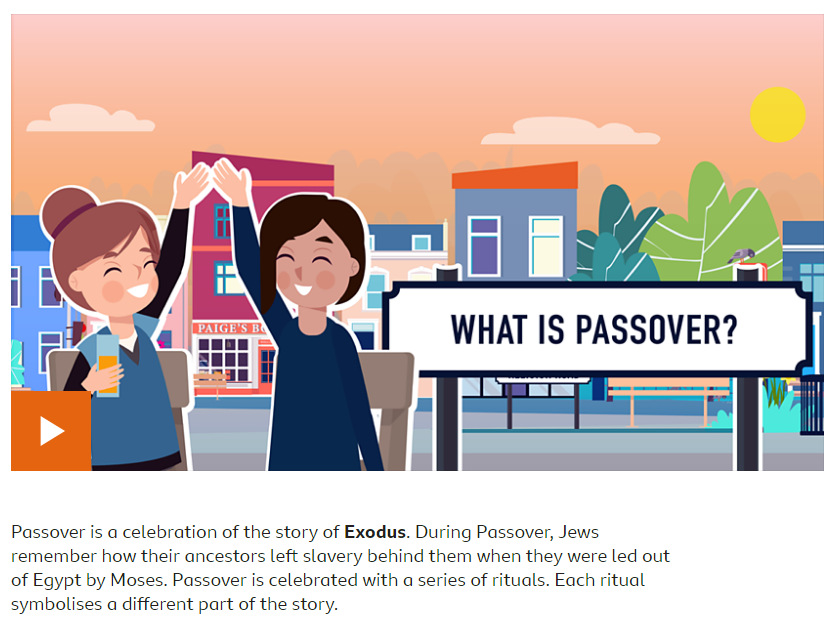 PAIGE'S
WHAT IS PASSOVER?
Passover is a celebration of the story of Exodus. During Passover, Jews
remember how their ancestors left slavery behind them when they were led out
of Egypt by Moses. Passover is celebrated with a series of rituals. Each ritual
symbolises a different part of the story.